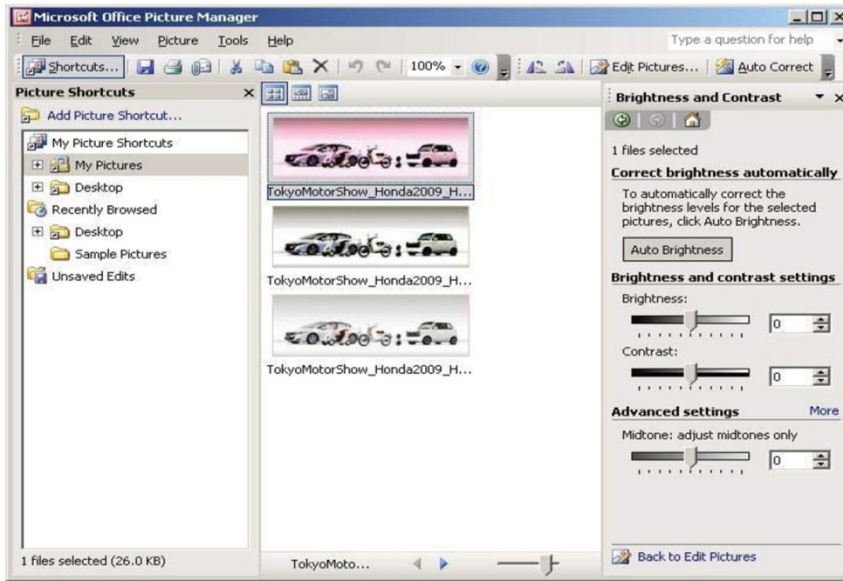 Microsoft Office Picture Manager
File Edit View Picture Tools Help
Type a question for help
Shortcuts... 100% Edit Pictures... Auto Correct
Picture Shortcuts
Add Picture Shortcut...
My Picture Shortcuts
My Pictures
Desktop
Recently Browsed
Desktop
Sample Pictures
Unsaved Edits
1 files selected (26.0 KB)
TokyoMotorShow_Honda2009_H...
TokyoMotorShow_Honda2009_H...
TokyoMotorShow_Honda2009_H...
TokyoMoto...
Brightness and Contrast
1 files selected
Correct brightness automatically
To automatically correct the
brightness levels for the selected
pictures, click Auto Brightness.
Auto Brightness
Brightness and contrast settings
Brightness:
0
Contrast:
0
Advanced settings More
Midtone: adjust midtones only
0
Back to Edit Pictures